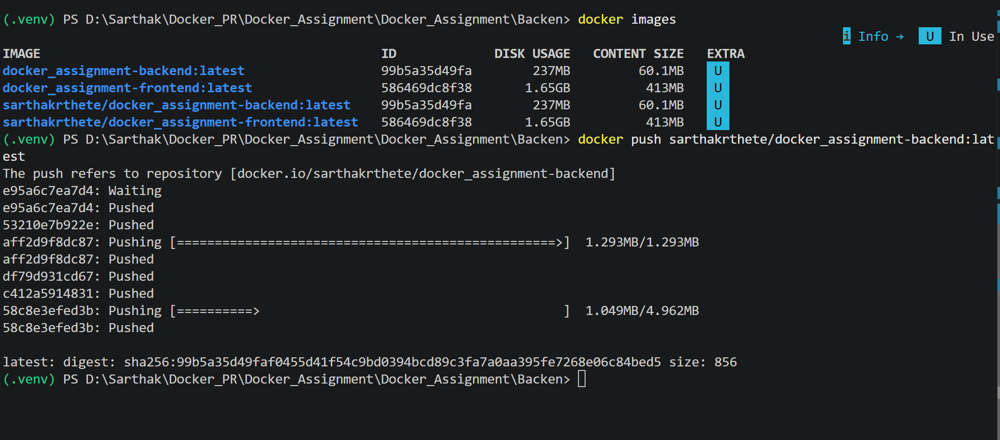 (.venv) PS D:\Sarthak\Docker_PR\Docker_Assignment\Docker_Assignment\Backen> docker images
i Info → U In Use
IMAGE ID DISK USAGE CONTENT SIZE EXTRA
docker_assignment-backend:latest 99b5a35d49fa 237MB 60.1MB U
docker_assignment-frontend:latest 586469dc8f38 1.65GB 413MB U
sarthakrthete/docker_assignment-backend:latest 99b5a35d49fa 237MB 60.1MB U
sarthakrthete/docker_assignment-frontend:latest 586469dc8f38 1.65GB 413MB U
(.venv) PS D:\Sarthak\Docker_PR\Docker_Assignment\Docker_Assignment\Backen> docker push sarthakrthete/docker_assignment-backend:lat
est
The push refers to repository [docker.io/sarthakrthete/docker_assignment-backend]
e95a6c7ea7d4: Waiting
e95a6c7ea7d4: Pushed
53210e7b922e: Pushed
aff2d9f8dc87: Pushing [==================================================>] 1.293MB/1.293MB
aff2d9f8dc87: Pushed
df79d931cd67: Pushed
c412a5914831: Pushed
58c8e3efed3b: Pushing [==========> ] 1.049MB/4.962MB
58c8e3efed3b: Pushed
latest: digest: sha256:99b5a35d49faf0455d41f54c9bd0394bcd89c3fa7a0aa395fe7268e06c84bed5 size: 856
(.venv) PS D:\Sarthak\Docker_PR\Docker_Assignment\Docker_Assignment\Backen>